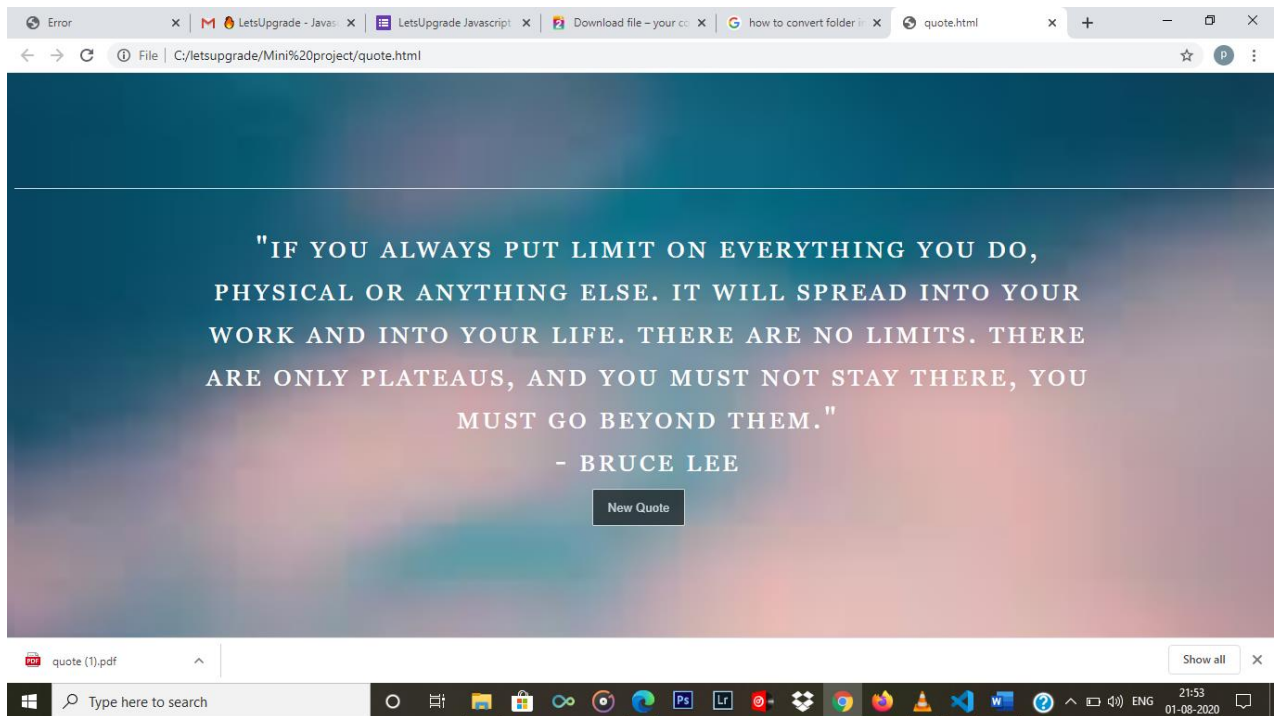 Error
LetsUpgrade - Javas
LetsUpgrade Javascript
Download file – your co
how to convert folder in
quote.html
File | C:/letsupgrade/Mini%20project/quote.html
P
"IF YOU ALWAYS PUT LIMIT ON EVERYTHING YOU DO,
PHYSICAL OR ANYTHING ELSE. IT WILL SPREAD INTO YOUR
WORK AND INTO YOUR LIFE. THERE ARE NO LIMITS. THERE
ARE ONLY PLATEAUS, AND YOU MUST NOT STAY THERE, YOU
MUST GO BEYOND THEM."
- BRUCE LEE
New Quote
PDF
quote (1).pdf
Show all
Type here to search
Ps
Lr
ENG
21:53
01-08-2020